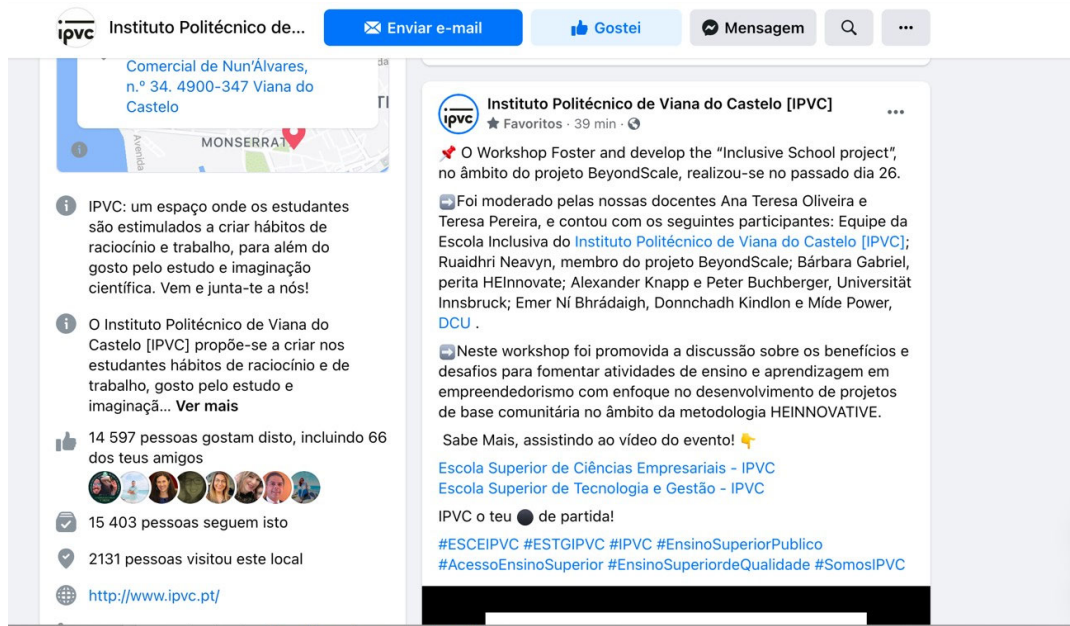 ipvc
Instituto Politécnico de...
Enviar e-mail
Gostei
Mensagem
Comercial de Nun'Álvares,
n.º 34. 4900-347 Viana do
Castelo
MONSERRAT
Avenida
IPVC: um espaço onde os estudantes
são estimulados a criar hábitos de
raciocínio e trabalho, para além do
gosto pelo estudo e imaginação
científica. Vem e junta-te a nós!
O Instituto Politécnico de Viana do
Castelo [IPVC] propõe-se a criar nos
estudantes hábitos de raciocínio e de
trabalho, gosto pelo estudo e
imaginaçã... Ver mais
14 597 pessoas gostam disto, incluindo 66
dos teus amigos
15 403 pessoas seguem isto
2131 pessoas visitou este local
http://www.ipvc.pt/
ipvc
Instituto Politécnico de Viana do Castelo [IPVC]
Favoritos · 39 min ·
O Workshop Foster and develop the “Inclusive School project”,
no âmbito do projeto BeyondScale, realizou-se no passado dia 26.
Foi moderado pelas nossas docentes Ana Teresa Oliveira e
Teresa Pereira, e contou com os seguintes participantes: Equipe da
Escola Inclusiva do Instituto Politécnico de Viana do Castelo [IPVC];
Ruaidhri Neavyn, membro do projeto BeyondScale; Bárbara Gabriel,
perita HEInnovate; Alexander Knapp e Peter Buchberger, Universität
Innsbruck; Emer Ní Bhrádaigh, Donnchadh Kindlon e Míde Power,
DCU .
Neste workshop foi promovida a discussão sobre os benefícios e
desafios para fomentar atividades de ensino e aprendizagem em
empreendedorismo com enfoque no desenvolvimento de projetos
de base comunitária no âmbito da metodologia HEINNOVATIVE.
Sabe Mais, assistindo ao vídeo do evento! 👇
Escola Superior de Ciências Empresariais - IPVC
Escola Superior de Tecnologia e Gestão - IPVC
IPVC o teu ⚫ de partida!
#ESCEIPVC #ESTGIPVC #IPVC #EnsinoSuperiorPublico
#AcessoEnsinoSuperior #EnsinoSuperiordeQualidade #SomosIPVC